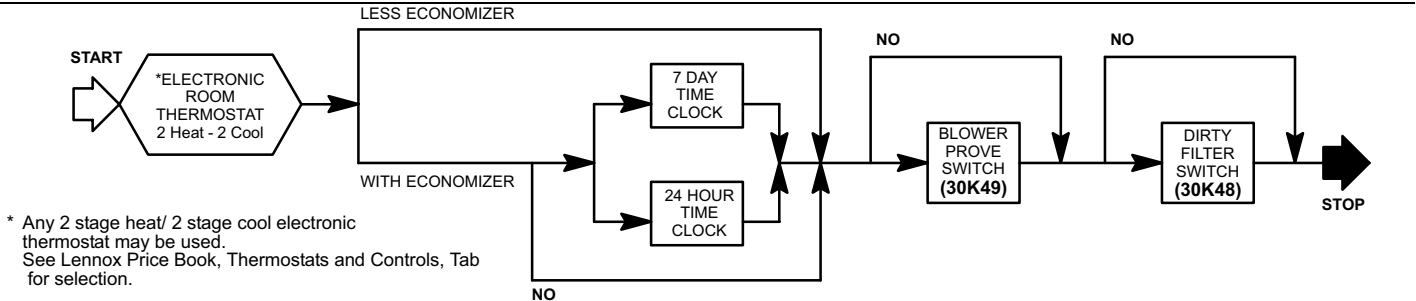 LESS ECONOMIZER
START
*ELECTRONIC
ROOM
THERMOSTAT
2 Heat - 2 Cool
WITH ECONOMIZER
7 DAY
TIME
CLOCK
24 HOUR
TIME
CLOCK
NO
NO
BLOWER
PROVE
SWITCH
(30K49)
NO
DIRTY
FILTER
SWITCH
(30K48)
STOP
* Any 2 stage heat/ 2 stage cool electronic
thermostat may be used.
See Lennox Price Book, Thermostats and Controls, Tab
for selection.